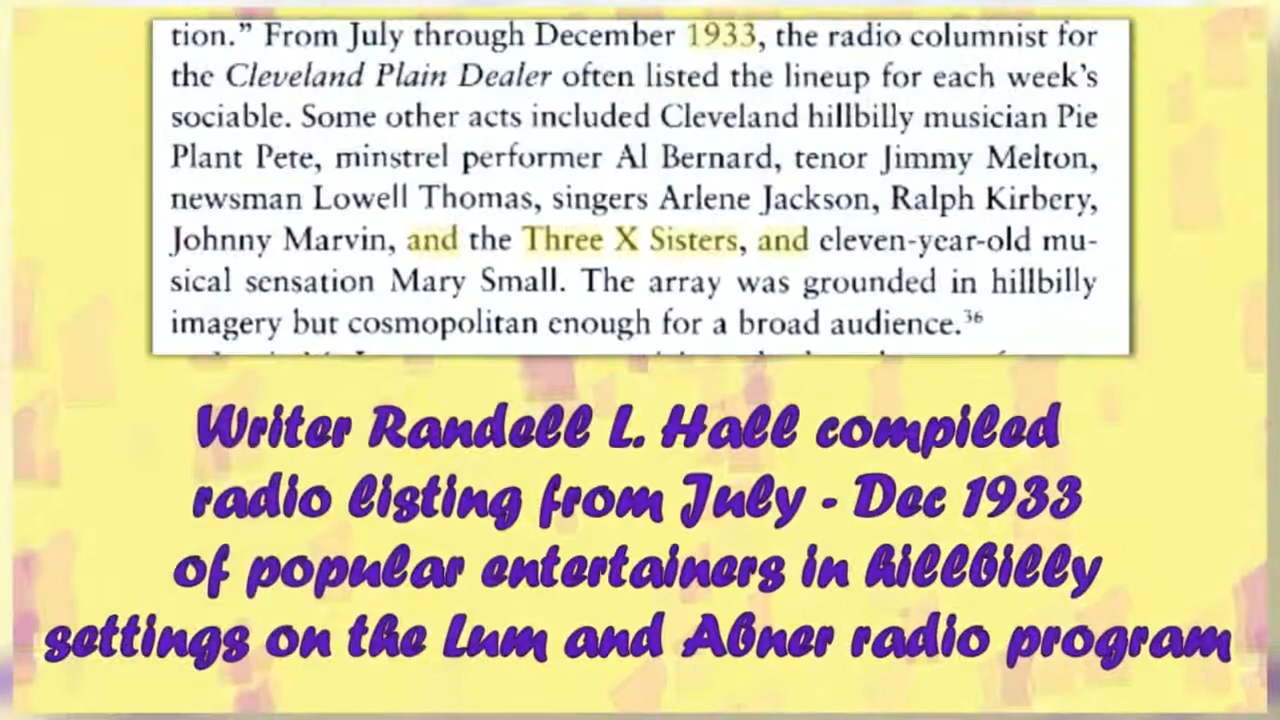 tion.” From July through December 1933, the radio columnist for
the Cleveland Plain Dealer often listed the lineup for each week’s
sociable. Some other acts included Cleveland hillbilly musician Pie
Plant Pete, minstrel performer Al Bernard, tenor Jimmy Melton,
newsman Lowell Thomas, singers Arlene Jackson, Ralph Kirbery,
Johnny Marvin, and the Three X Sisters, and eleven-year-old mu-
sical sensation Mary Small. The array was grounded in hillbilly
imagery but cosmopolitan enough for a broad audience.36
Writer Randell L. Hall compiled
radio listing from July - Dec 1933
of popular entertainers in hillbilly
settings on the Lum and Abner radio program